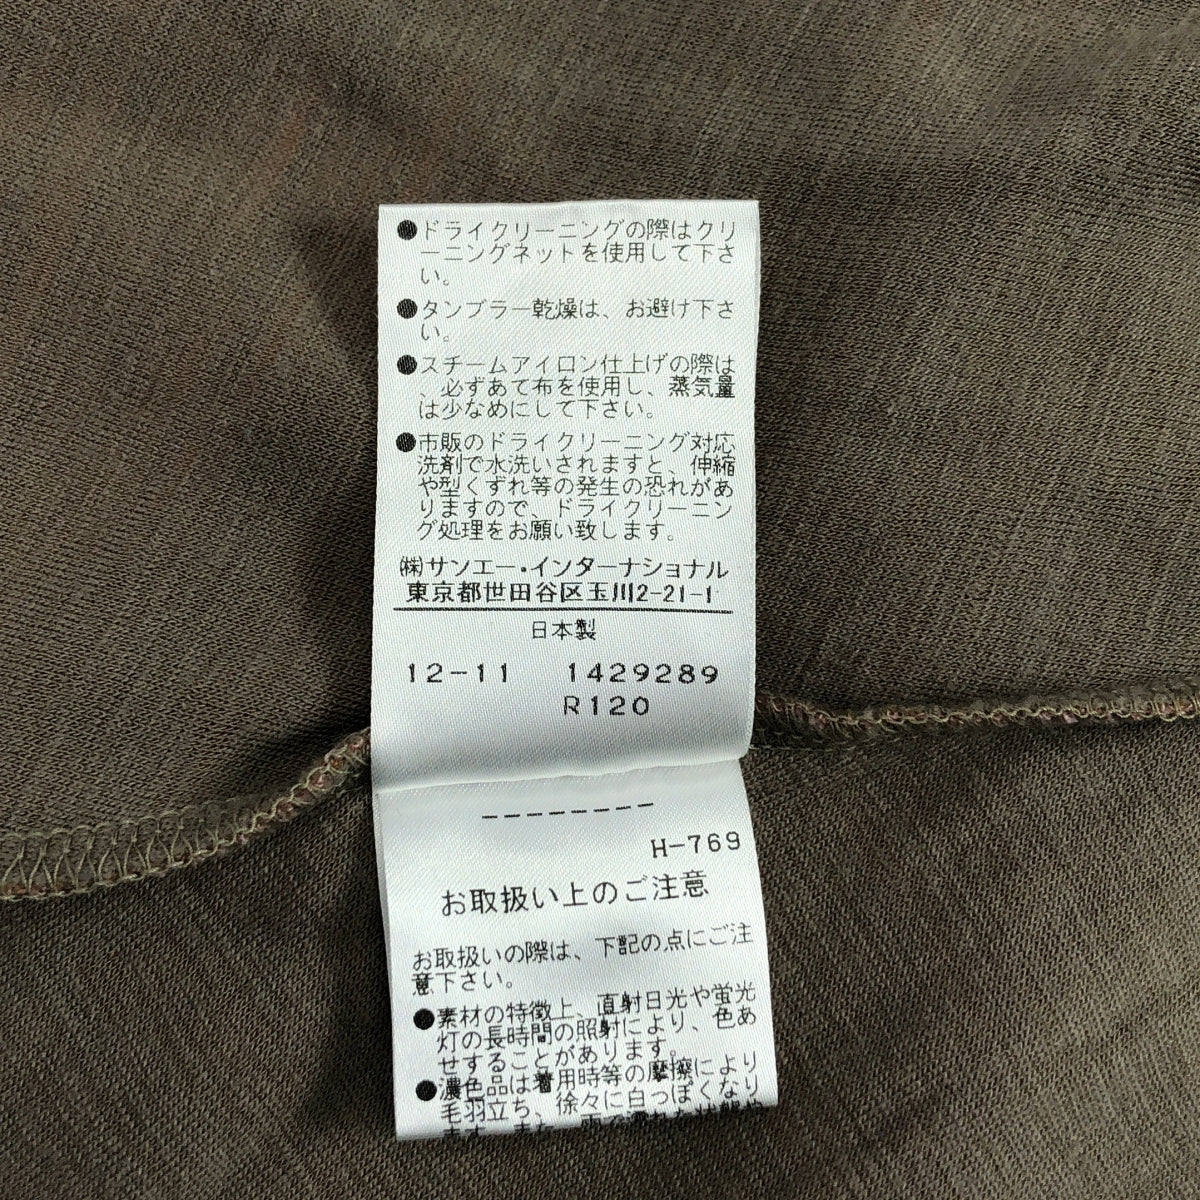 ●ドライクリーニングの際はクリ
ーニングネットを使用して下さ
い。
●タンブラー乾燥は、お避け下さ
い。
●スチームアイロン仕上げの際は
、必ずあて布を使用し、蒸気量
は少なめにして下さい。
●市販のドライクリーニング対応
洗剤で水洗いされますと、伸縮
や型くずれ等の発生の恐れがあ
りますので、ドライクリーニン
グ処理をお願い致します。
㈱サンエー・インターナショナル
東京都世田谷区玉川2-21-1
日本製
12-11 1429289
R120
--------
H-769
お取扱い上のご注意
お取扱いの際は、下記の点にご注
意下さい。
●素材の特徴上、直射日光や蛍光
灯の長時間の照射により、色あ
せすることがあります。
●濃色品は着用時等の摩擦により
毛羽立ち、徐々に白っぽくなり